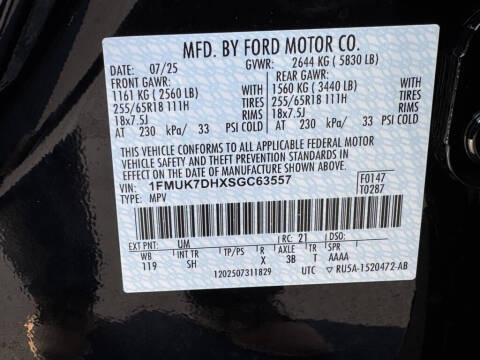 MFD. BY FORD MOTOR CO.
DATE: 07/25 GVWR: 2644 KG ( 5830 LB)
FRONT GAWR: REAR GAWR:
1161 KG ( 2560 LB) WITH 1560 KG ( 3440 LB) WITH
255/65R18 111H TIRES 255/65R18 111H TIRES
18x7.5J RIMS 18x7.5J RIMS
AT 230 kPa/ 33 PSI COLD AT 230 kPa/ 33 PSI COLD
THIS VEHICLE CONFORMS TO ALL APPLICABLE FEDERAL MOTOR
VEHICLE SAFETY AND THEFT PREVENTION STANDARDS IN EFFECT
ON THE DATE OF MANUFACTURE SHOWN ABOVE.
VIN: 1FMUK7DHXSGC63557 F0147
TYPE: MPV T0287
EXT PNT: UM RC: 21 DSO:
WB INT TR TP/PS R AXLE TR SPR
119 SH X 3B T AAAA
1202507311829 UTC ▽ RU5A-1520472-AB